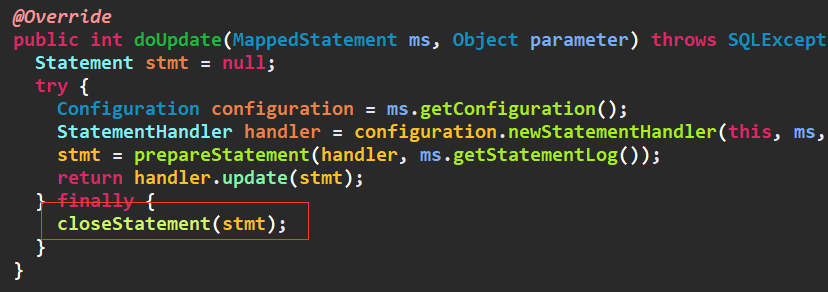 @Override
public int doUpdate(MappedStatement ms, Object parameter) throws SQLExcept
Statement stmt = null;
try {
Configuration configuration = ms.getConfiguration();
StatementHandler handler = configuration.newStatementHandler(this, ms,
stmt = prepareStatement(handler, ms.getStatementLog());
return handler.update(stmt);
} finally {
closeStatement(stmt);
}
}